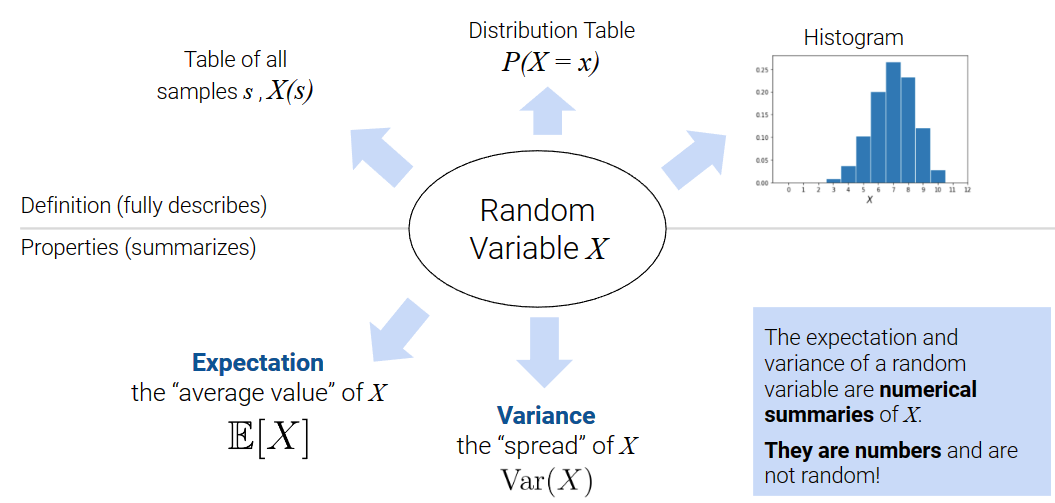 Table of all
samples s , X(s)
Distribution Table
P(X = x)
Histogram
0.25
0.20
0.15
0.10
0.05
0.00
0 1 2 3 4 5 6 7 8 9 10 11 12
X
Definition (fully describes)
Properties (summarizes)
Random
Variable X
Expectation
the “average value” of X
𝔼[X]
Variance
the “spread” of X
Var(X)
The expectation and
variance of a random
variable are numerical
summaries of X.
They are numbers and are
not random!